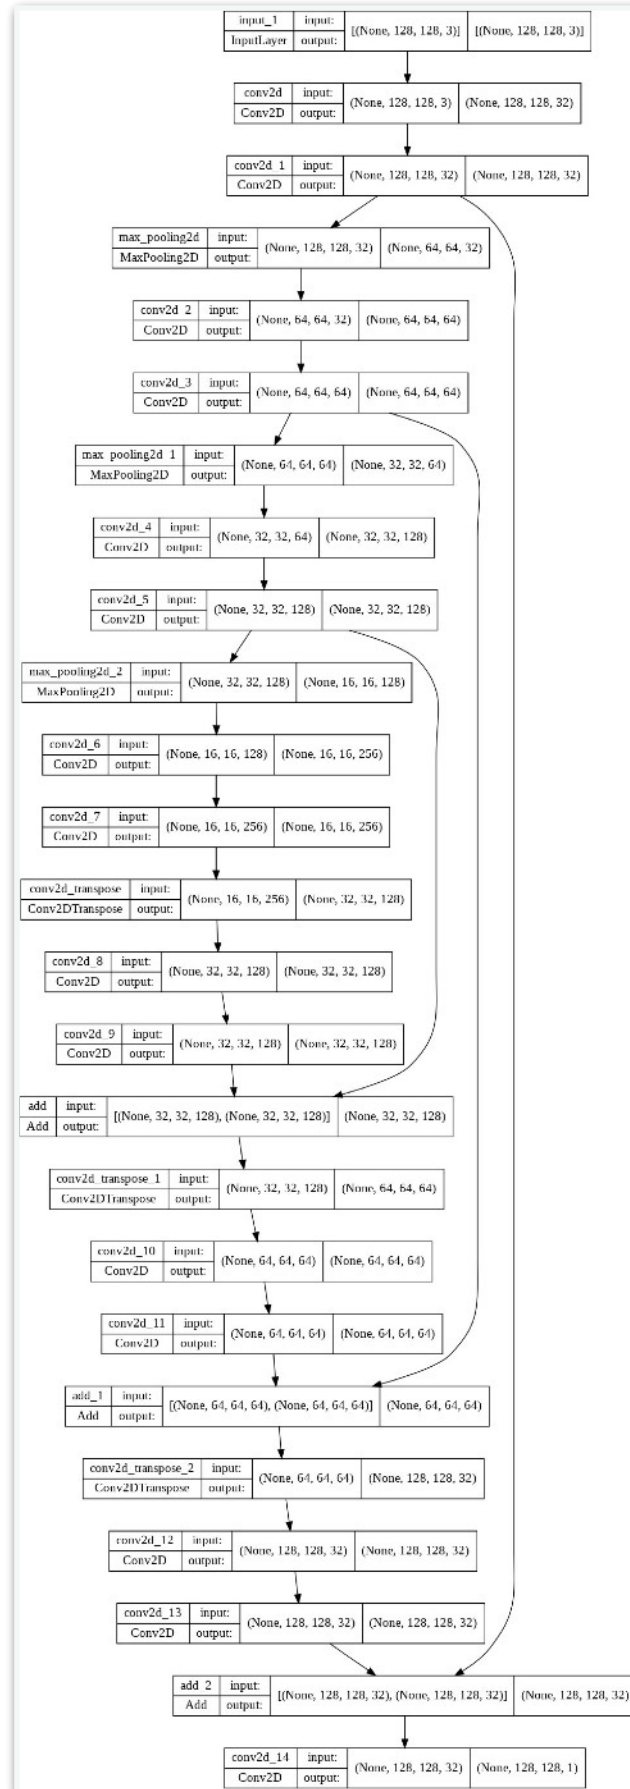 input_1 input: [(None, 128, 128, 3)] [(None, 128, 128, 3)]
InputLayer output:
conv2d input: (None, 128, 128, 3) (None, 128, 128, 32)
Conv2D output:
conv2d_1 input: (None, 128, 128, 32) (None, 128, 128, 32)
Conv2D output:
max_pooling2d input: (None, 128, 128, 32) (None, 64, 64, 32)
MaxPooling2D output:
conv2d_2 input: (None, 64, 64, 32) (None, 64, 64, 64)
Conv2D output:
conv2d_3 input: (None, 64, 64, 64) (None, 64, 64, 64)
Conv2D output:
max_pooling2d_1 input: (None, 64, 64, 64) (None, 32, 32, 64)
MaxPooling2D output:
conv2d_4 input: (None, 32, 32, 64) (None, 32, 32, 128)
Conv2D output:
conv2d_5 input: (None, 32, 32, 128) (None, 32, 32, 128)
Conv2D output:
max_pooling2d_2 input: (None, 32, 32, 128) (None, 16, 16, 128)
MaxPooling2D output:
conv2d_6 input: (None, 16, 16, 128) (None, 16, 16, 256)
Conv2D output:
conv2d_7 input: (None, 16, 16, 256) (None, 16, 16, 256)
Conv2D output:
conv2d_transpose input: (None, 16, 16, 256) (None, 32, 32, 128)
Conv2DTranspose output:
conv2d_8 input: (None, 32, 32, 128) (None, 32, 32, 128)
Conv2D output:
conv2d_9 input: (None, 32, 32, 128) (None, 32, 32, 128)
Conv2D output:
add input: [(None, 32, 32, 128), (None, 32, 32, 128)] (None, 32, 32, 128)
Add output:
conv2d_transpose_1 input: (None, 32, 32, 128) (None, 64, 64, 64)
Conv2DTranspose output:
conv2d_10 input: (None, 64, 64, 64) (None, 64, 64, 64)
Conv2D output:
conv2d_11 input: (None, 64, 64, 64) (None, 64, 64, 64)
Conv2D output:
add_1 input: [(None, 64, 64, 64), (None, 64, 64, 64)] (None, 64, 64, 64)
Add output:
conv2d_transpose_2 input: (None, 64, 64, 64) (None, 128, 128, 32)
Conv2DTranspose output:
conv2d_12 input: (None, 128, 128, 32) (None, 128, 128, 32)
Conv2D output:
conv2d_13 input: (None, 128, 128, 32) (None, 128, 128, 32)
Conv2D output:
add_2 input: [(None, 128, 128, 32), (None, 128, 128, 32)] (None, 128, 128, 32)
Add output:
conv2d_14 input: (None, 128, 128, 32) (None, 128, 128, 1)
Conv2D output: